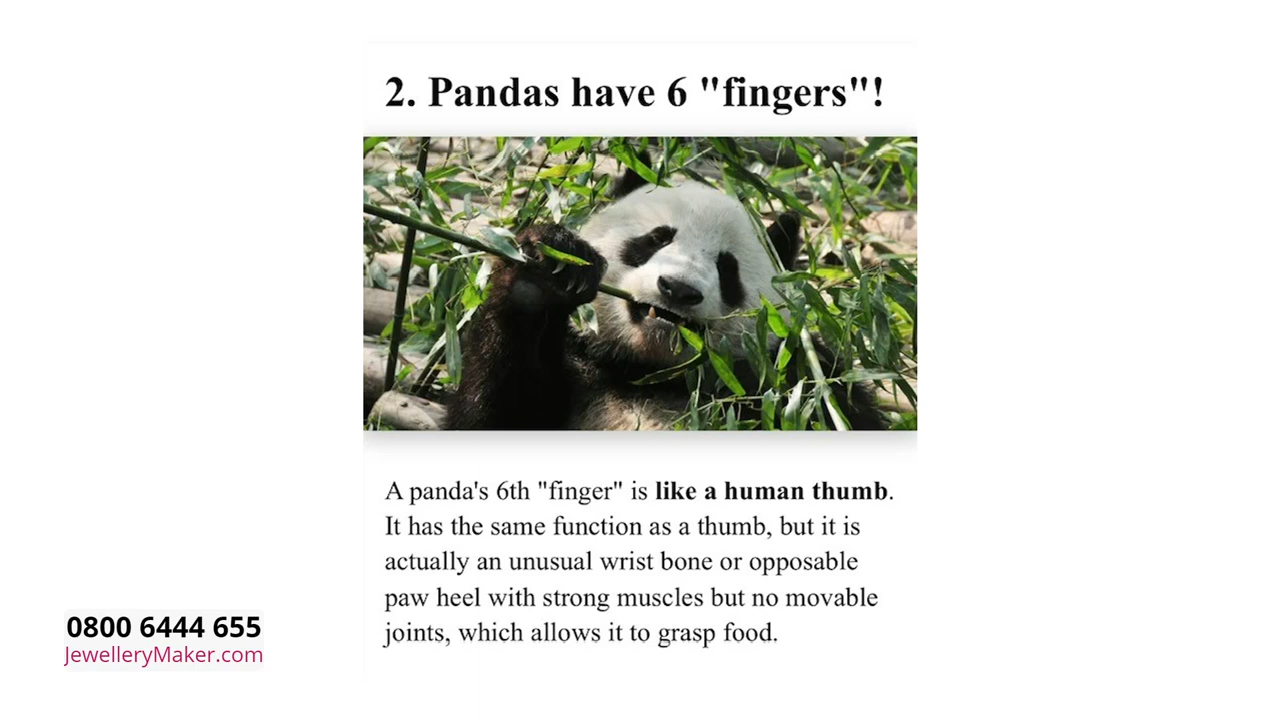 2. Pandas have 6 "fingers"!
A panda's 6th "finger" is like a human thumb.
It has the same function as a thumb, but it is
actually an unusual wrist bone or opposable
paw heel with strong muscles but no movable
joints, which allows it to grasp food.
0800 6444 655
JewelleryMaker.com